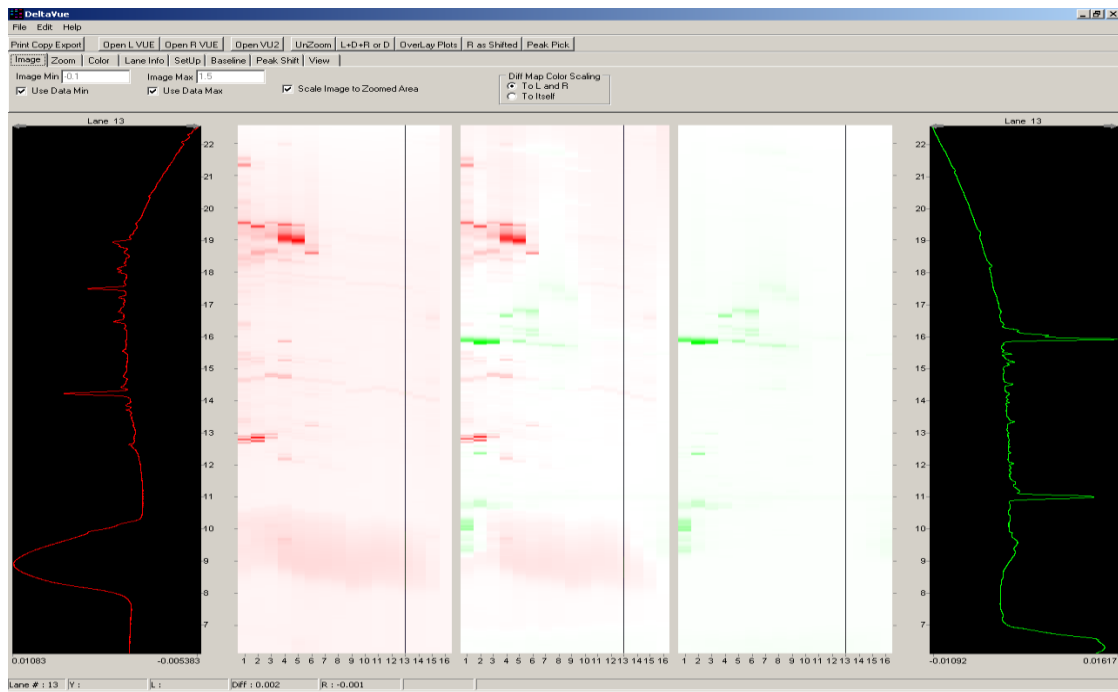 DeltaVue
File Edit Help
Print Copy Export Open L VUE Open R VUE Open VU2 UnZoom L+D+R or D OverLay Plots R as Shifted Peak Pick
Image Zoom Color Lane Info SetUp Baseline Peak Shift View
Image Min -0.1 Image Max 1.5 Diff Map Color Scaling
Use Data Min Use Data Max Scale Image to Zoomed Area To L and R
To Itself
Lane 13 Lane 13
22 22
21 21
20 20
19 19
18 18
17 17
16 16
15 15
14 14
13 13
12 12
11 11
10 10
9 9
8 8
7 7
0.01083 -0.005383 1 2 3 4 5 6 7 8 9 10 11 12 13 14 15 16 1 2 3 4 5 6 7 8 9 10 11 12 13 14 15 16 1 2 3 4 5 6 7 8 9 10 11 12 13 14 15 16 -0.01092 0.01617
Lane # : 13 Y : L : Diff : 0.002 R : -0.001